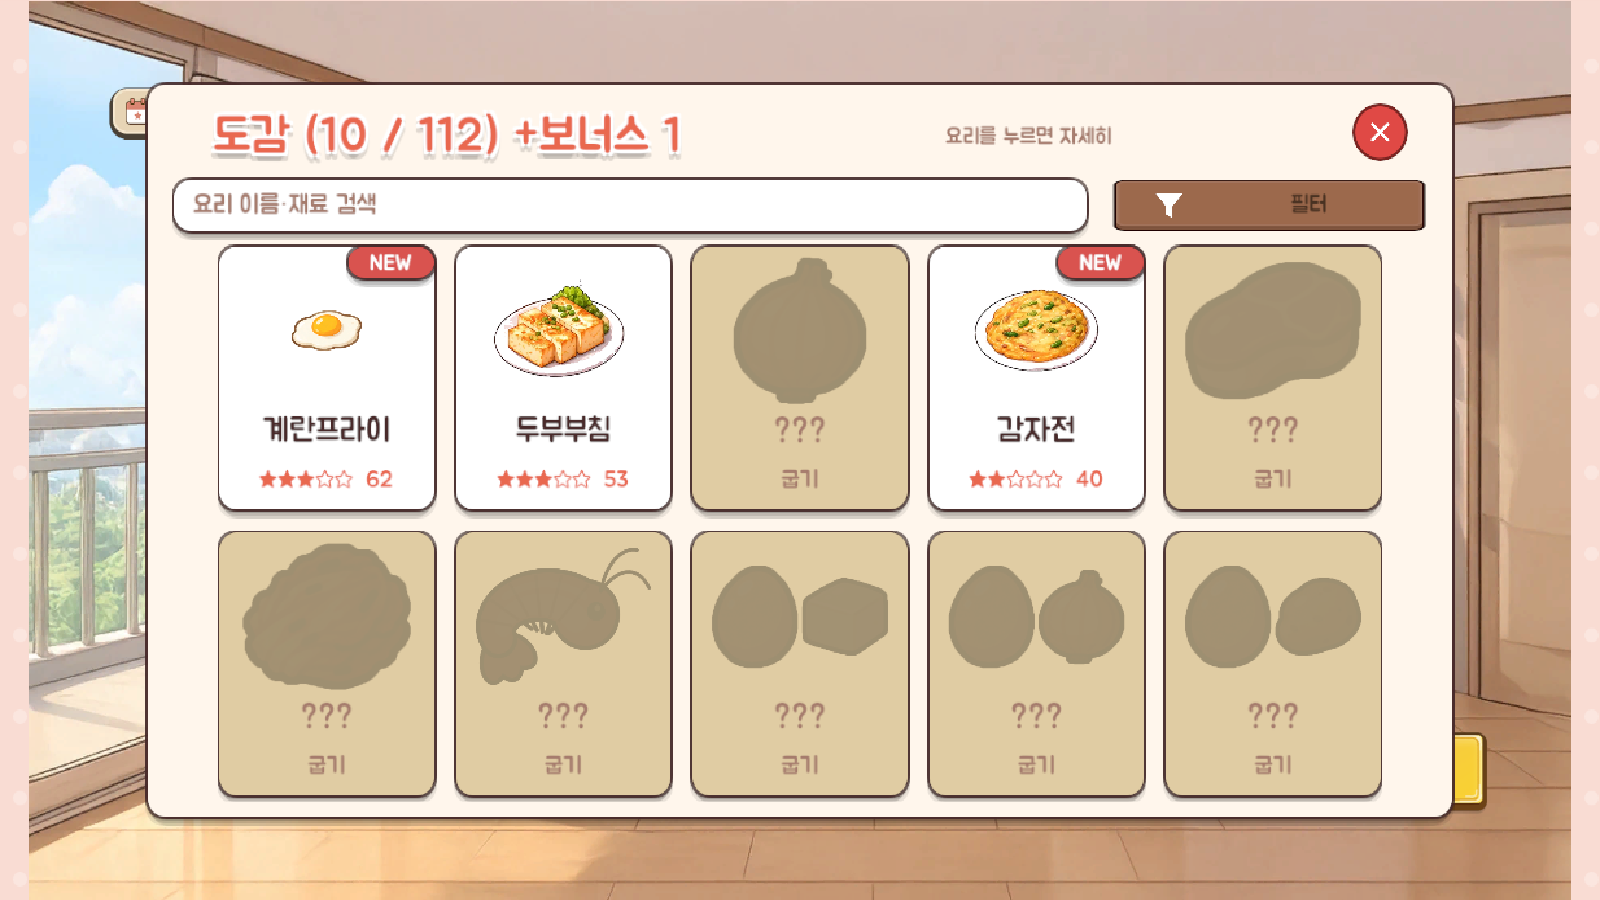 도감 (10 / 112) +보너스 1
요리를 누르면 자세히
요리 이름·재료 검색
필터
NEW
계란프라이
★★★☆☆ 62
두부부침
★★★☆☆ 53
???
굽기
NEW
감자전
★★☆☆☆ 40
???
굽기
???
굽기
???
굽기
???
굽기
???
굽기
???
굽기